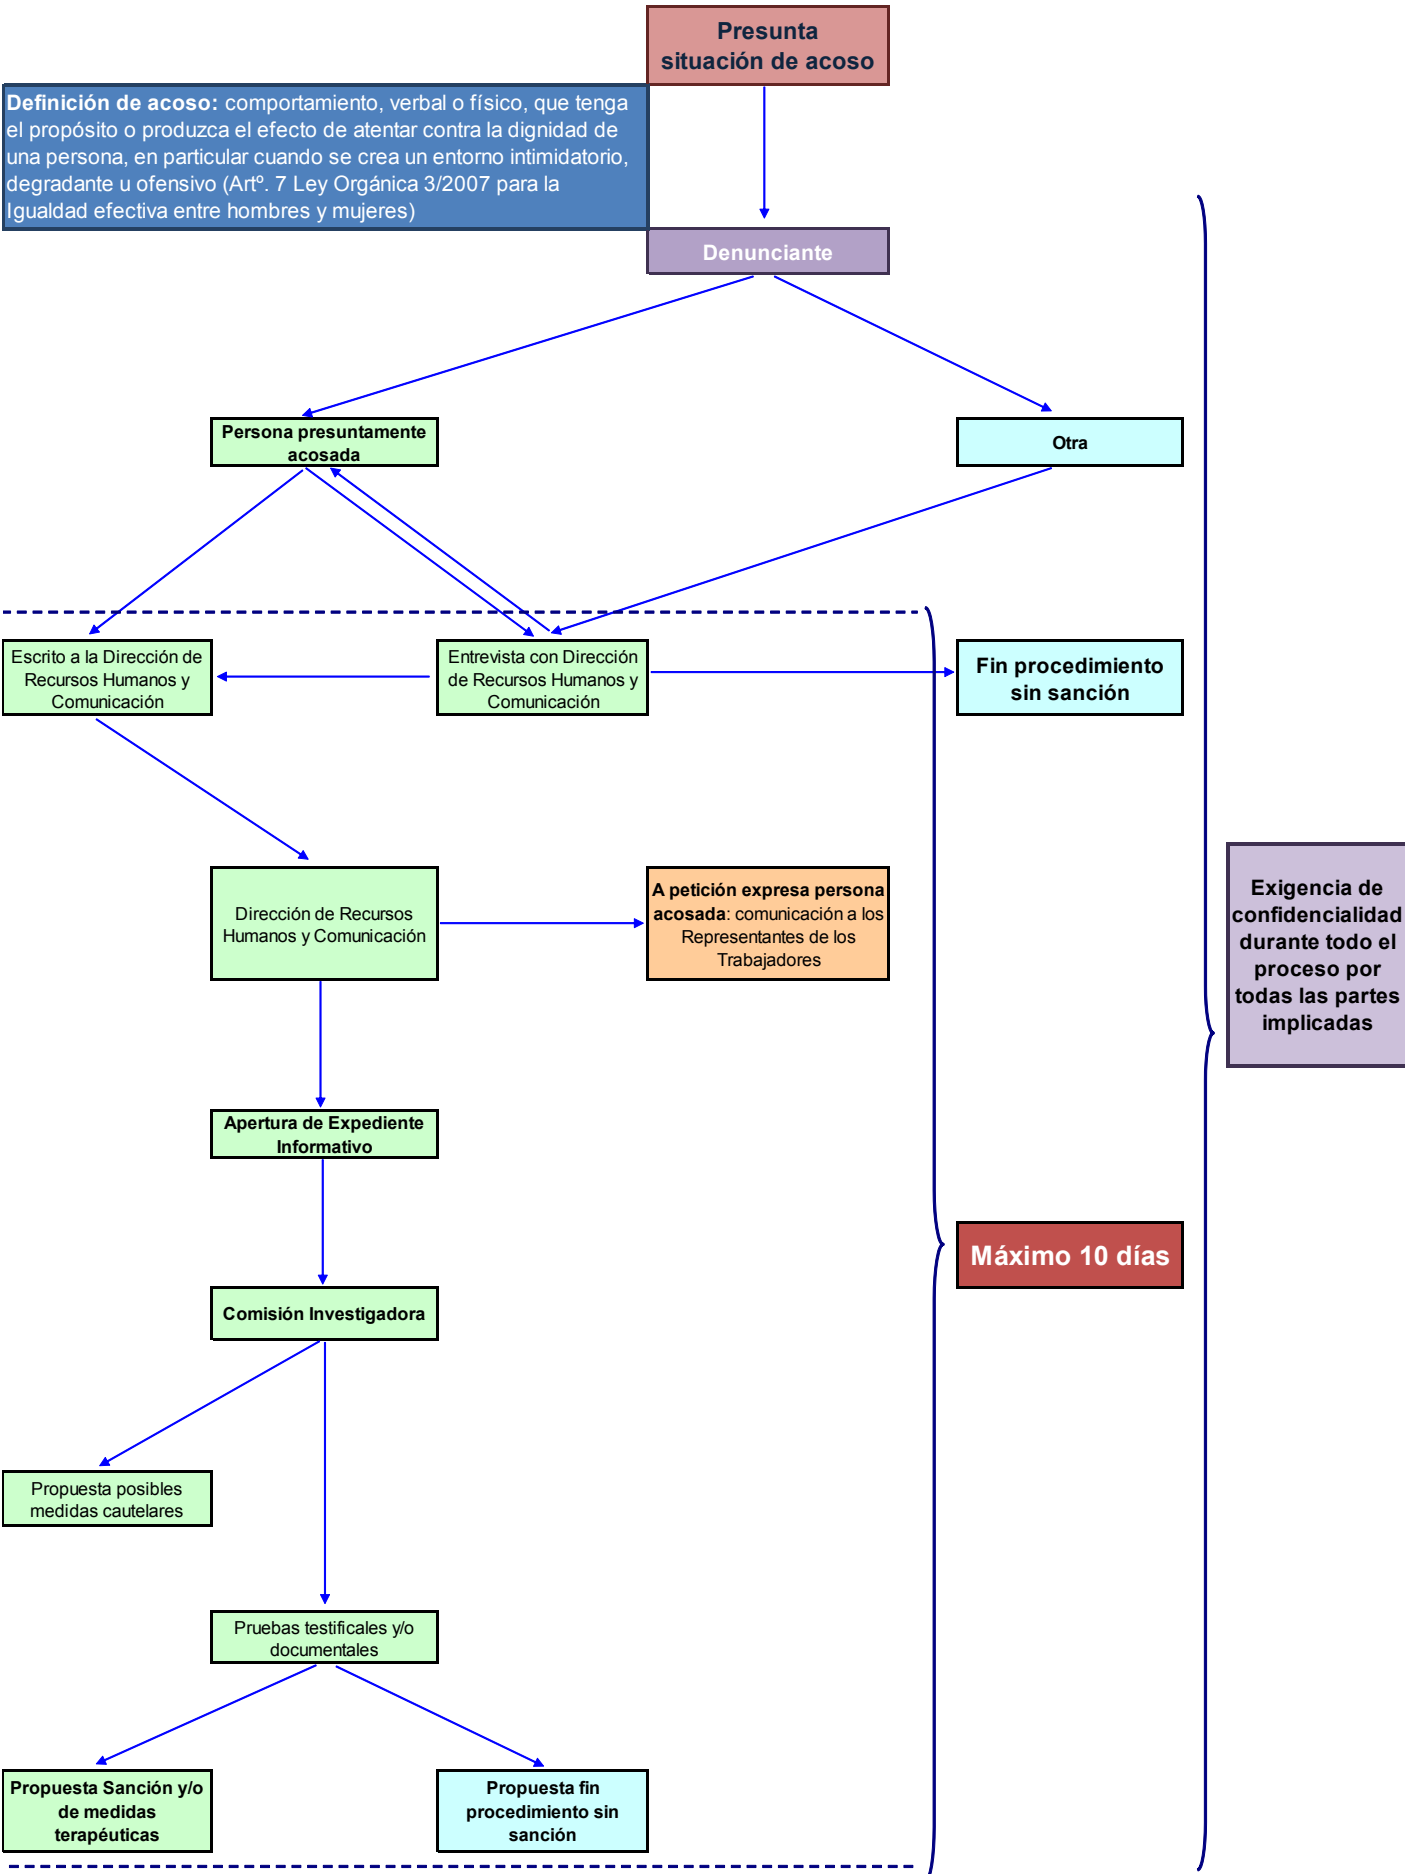 Presunta
situación de acoso
Definición de acoso: comportamiento, verbal o físico, que tenga
el propósito o produzca el efecto de atentar contra la dignidad de
una persona, en particular cuando se crea un entorno intimidatorio,
degradante u ofensivo (Artº. 7 Ley Orgánica 3/2007 para la
Igualdad efectiva entre hombres y mujeres)
Denunciante
Persona presuntamente
acosada
Otra
Escrito a la Dirección de
Recursos Humanos y
Comunicación
Entrevista con Dirección
de Recursos Humanos y
Comunicación
Fin procedimiento
sin sanción
Dirección de Recursos
Humanos y Comunicación
A petición expresa persona
acosada: comunicación a los
Representantes de los
Trabajadores
Exigencia de
confidencialidad
durante todo el
proceso por
todas las partes
implicadas
Apertura de Expediente
Informativo
Máximo 10 días
Comisión Investigadora
Propuesta posibles
medidas cautelares
Pruebas testificales y/o
documentales
Propuesta Sanción y/o
de medidas
terapéuticas
Propuesta fin
procedimiento sin
sanción